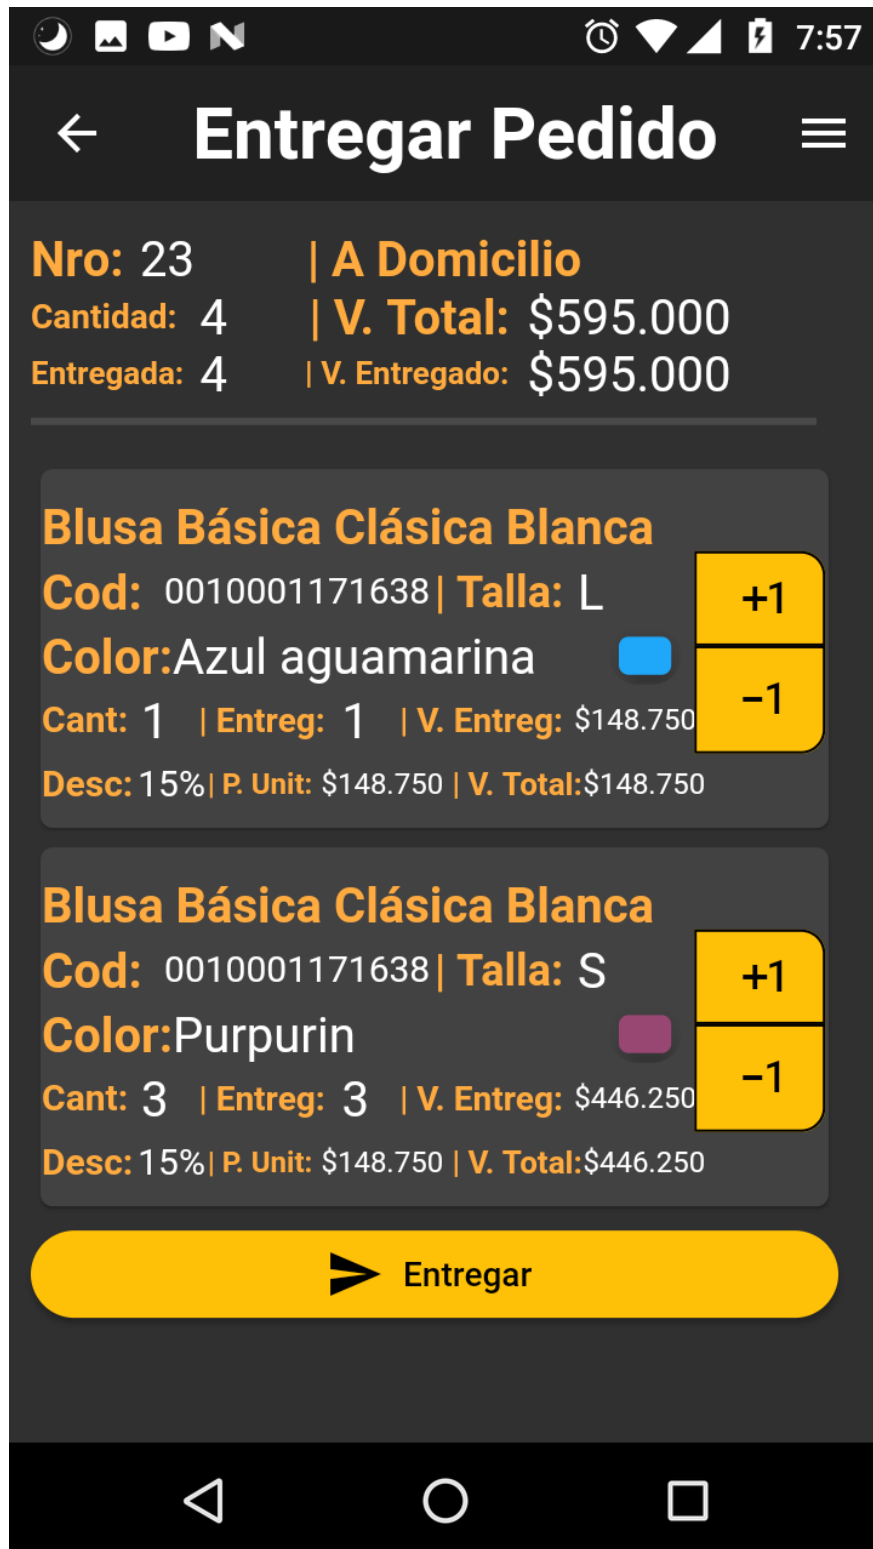 7:57
Entregar Pedido
Nro: 23 | A Domicilio
Cantidad: 4 | V. Total: $595.000
Entregada: 4 | V. Entregado: $595.000
Blusa Básica Clásica Blanca
Cod: 0010001171638 | Talla: L
Color:Azul aguamarina
+1
-1
Cant: 1 | Entreg: 1 | V. Entreg: $148.750
Desc: 15% | P. Unit: $148.750 | V. Total:$148.750
Blusa Básica Clásica Blanca
Cod: 0010001171638 | Talla: S
Color:Purpurin
+1
-1
Cant: 3 | Entreg: 3 | V. Entreg: $446.250
Desc: 15% | P. Unit: $148.750 | V. Total:$446.250
Entregar